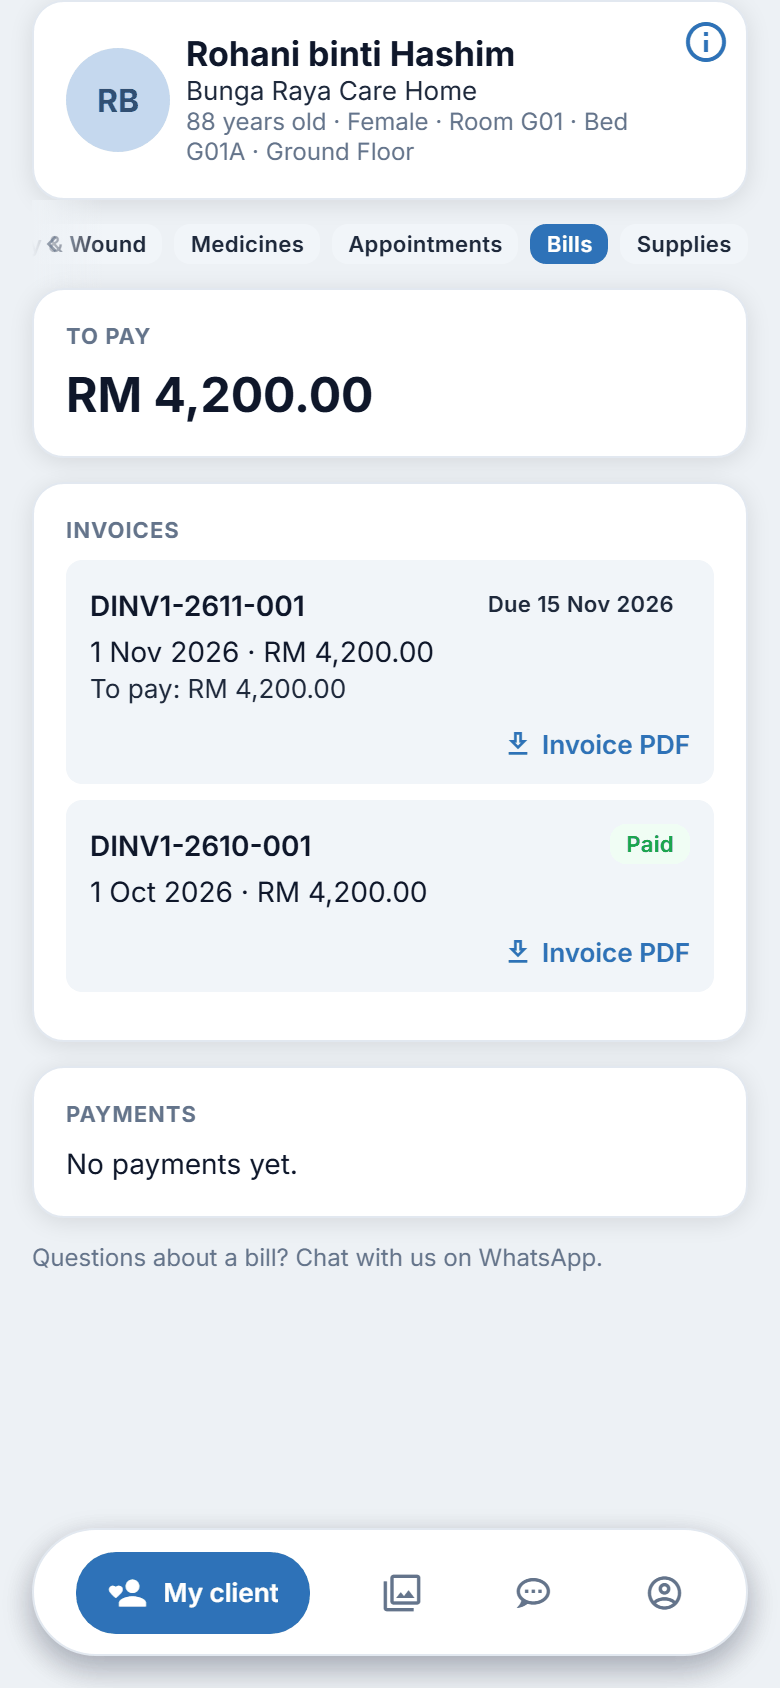 RB
Rohani binti Hashim
Bunga Raya Care Home
88 years old · Female · Room G01 · Bed
G01A · Ground Floor
& Wound
Medicines
Appointments
Bills
Supplies
TO PAY
RM 4,200.00
INVOICES
DINV1-2611-001
Due 15 Nov 2026
1 Nov 2026 · RM 4,200.00
To pay: RM 4,200.00
Invoice PDF
DINV1-2610-001
Paid
1 Oct 2026 · RM 4,200.00
Invoice PDF
PAYMENTS
No payments yet.
Questions about a bill? Chat with us on WhatsApp.
My client